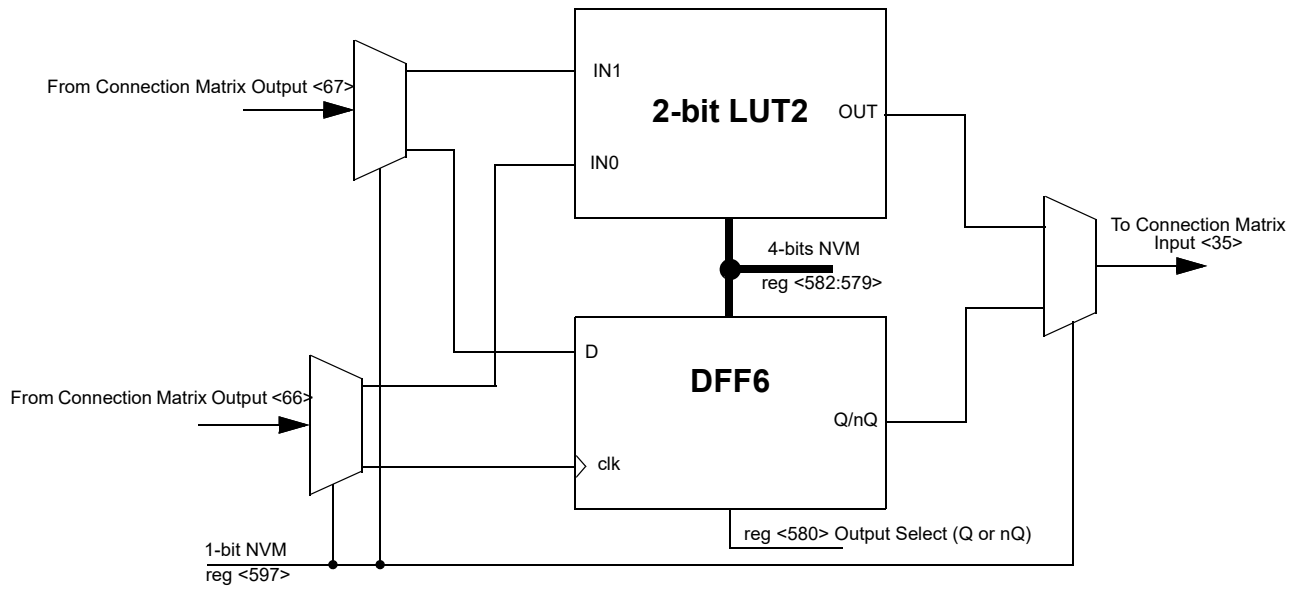 From Connection Matrix Output <67>
IN1
2-bit LUT2
OUT
IN0
To Connection Matrix
Input <35>
4-bits NVM
reg <582:579>
D
DFF6
From Connection Matrix Output <66>
Q/nQ
clk
reg <580> Output Select (Q or nQ)
1-bit NVM
reg <597>